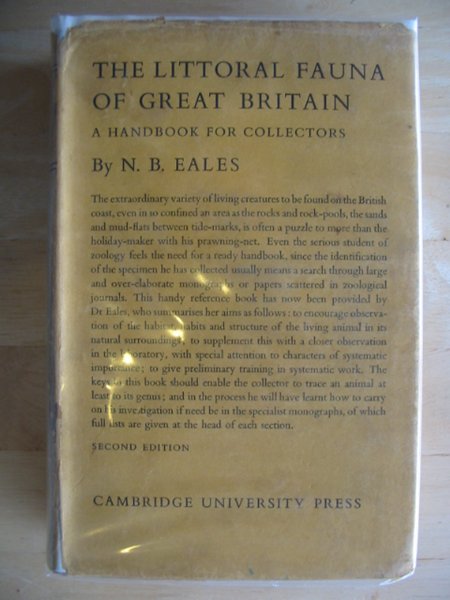 THE LITTORAL FAUNA
OF GREAT BRITAIN
A HANDBOOK FOR COLLECTORS
By N. B. EALES
The extraordinary variety of living creatures to be found on the British
coast, even in so confined an area as the rocks and rock-pools, the sands
and mud-flats between tide-marks, is often a puzzle to more than the
holiday-maker with his prawning-net. Even the serious student of
zoology feels the need for a ready handbook, since the identification
of the specimen he has collected usually means a search through large
and over-elaborate monographs or papers scattered in zoological
journals. This handy reference book has now been provided by
Dr Eales, who summarises her aims as follows: to encourage observa-
tion of the habitat, habits and structure of the living animal in its
natural surroundings; to supplement this with a closer observation
in the laboratory, with special attention to characters of systematic
importance; to give preliminary training in systematic work. The
keys in this book should enable the collector to trace an animal at
least to its genus; and in the process he will have learnt how to carry
on his investigation if need be in the specialist monographs, of which
full lists are given at the head of each section.
SECOND EDITION
CAMBRIDGE UNIVERSITY PRESS